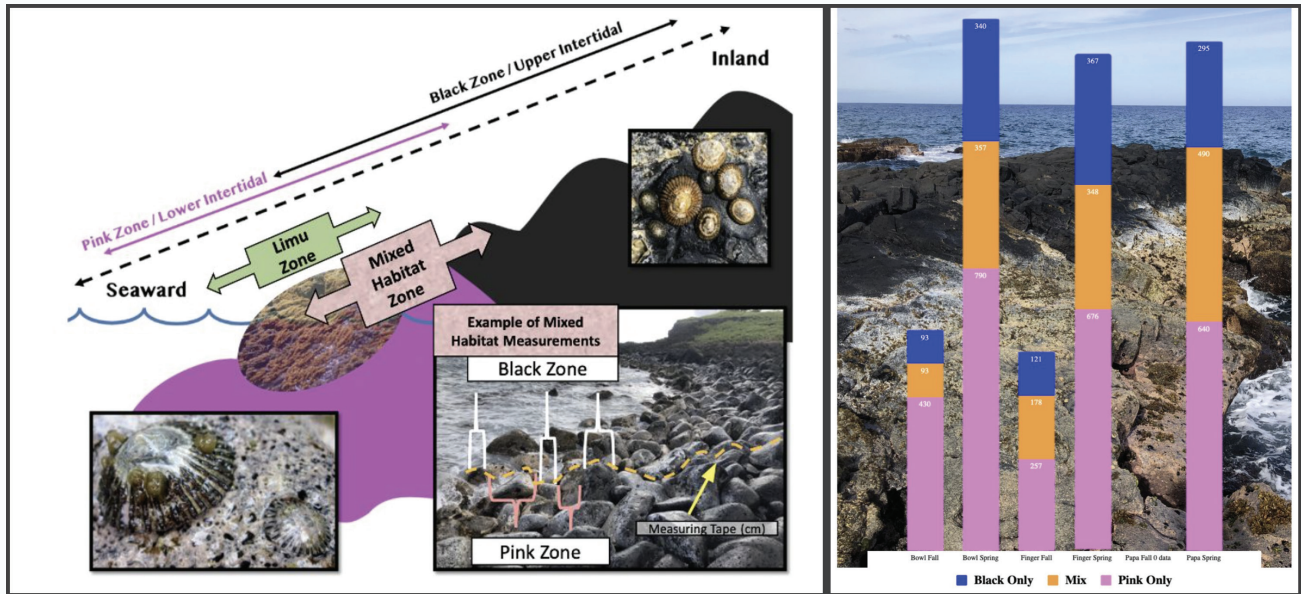 Black Zone / Upper Intertidal
Inland
Pink Zone / Lower Intertidal
Limu
Zone
Mixed
Habitat
Zone
Seaward
Example of Mixed
Habitat Measurements
Black Zone
Measuring Tape (cm)
Pink Zone
340
357
790
367
348
676
295
490
640
93
93
430
121
178
257
Bowl Fall
Bowl Spring
Finger Fall
Finger Spring
Papa Fall 0 data
Papa Spring
Black Only
Mix
Pink Only